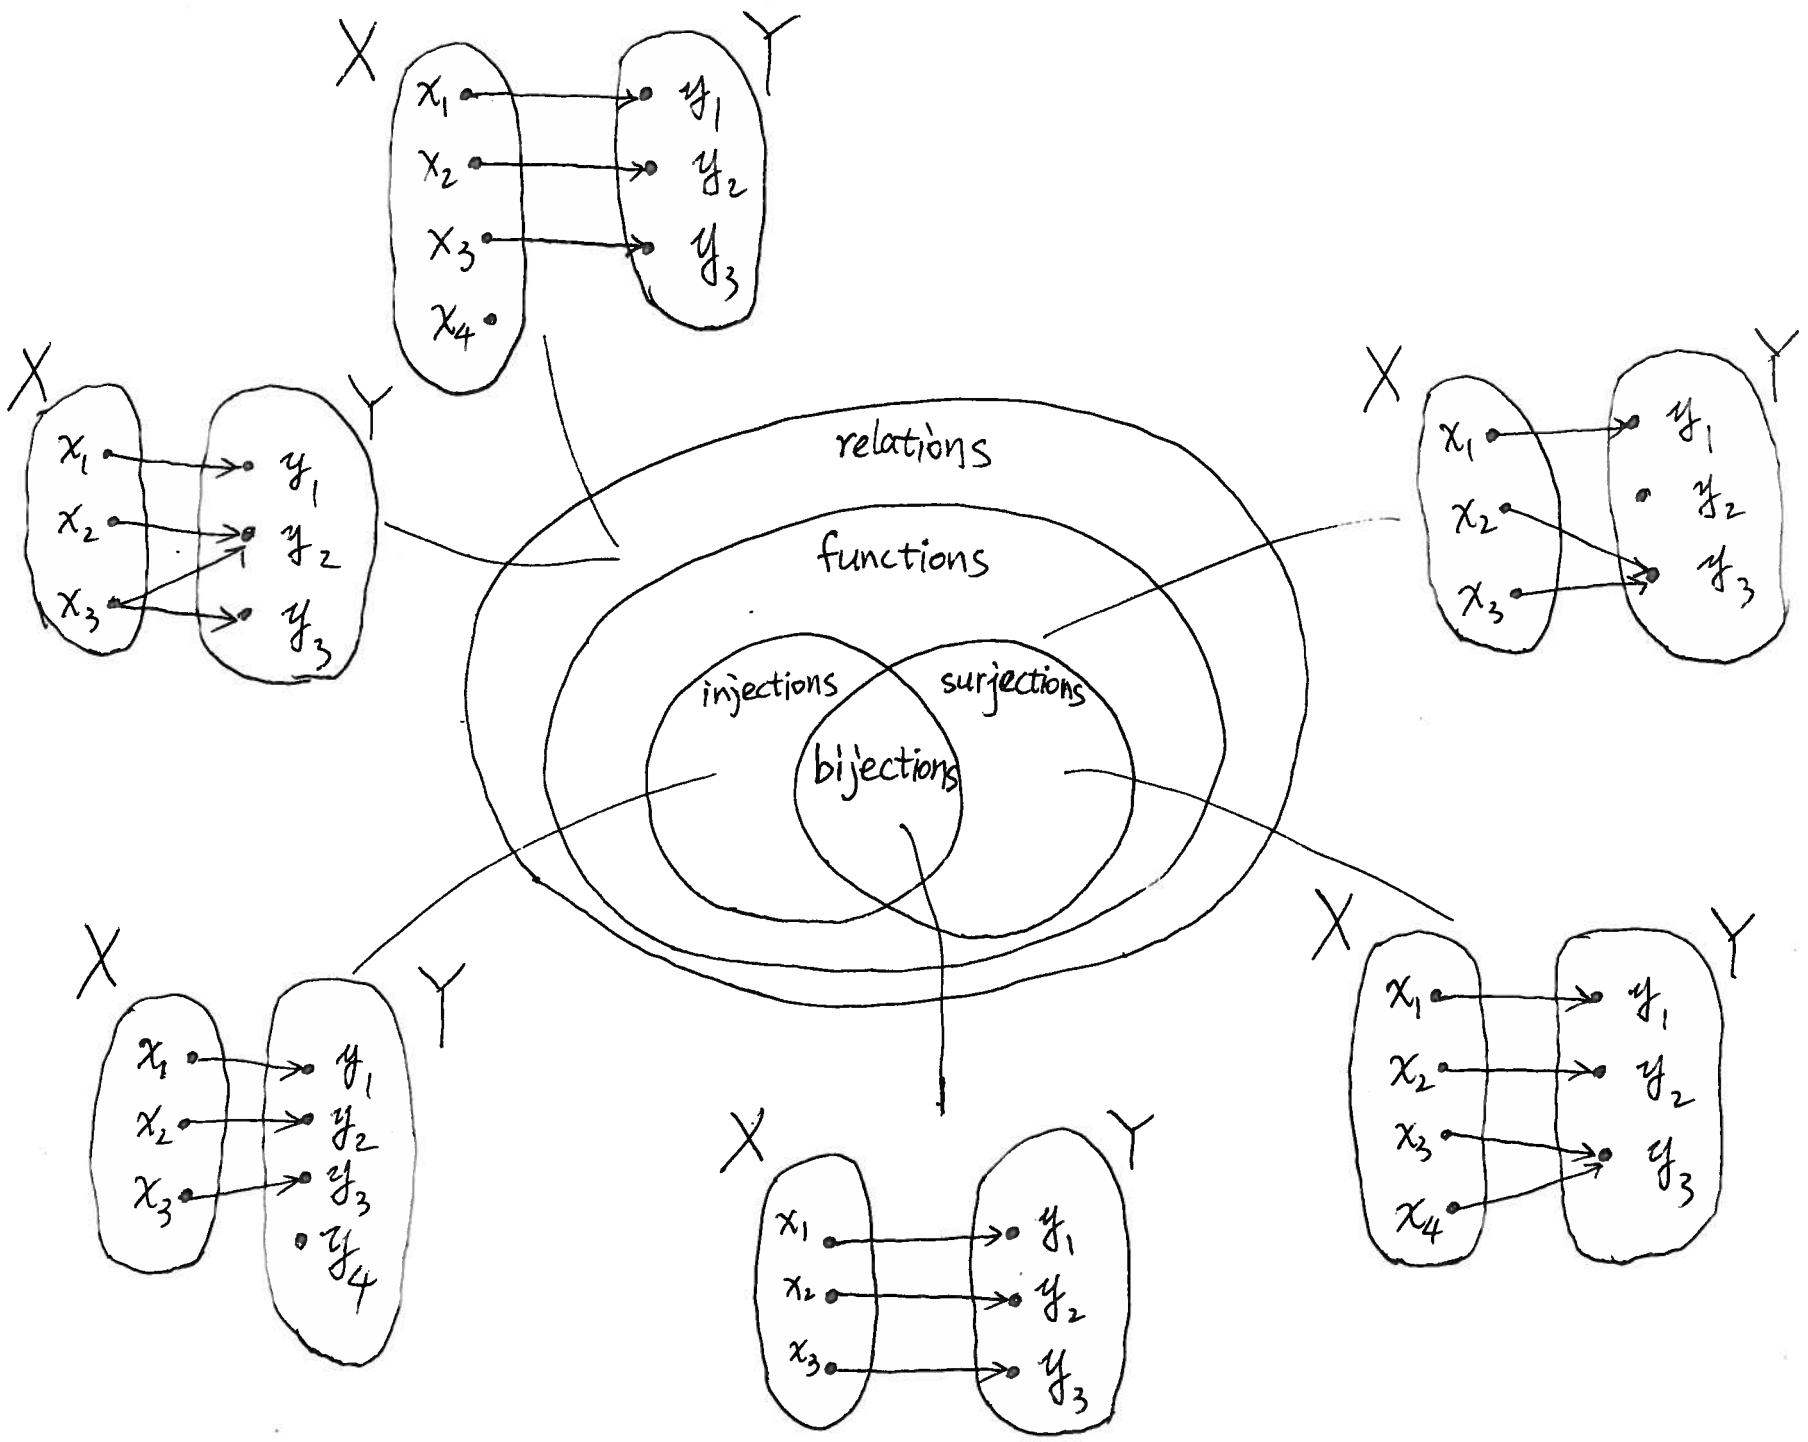 X Y
x1 y1
x2 y2
x3 y3
x4
X Y
x1 y1
x2 y2
x3 y3
X Y
x1 y1
x2 y2
x3 y3
relations
functions
injections surjections
bijections
X Y
x1 y1
x2 y2
x3 y3
y4
X Y
x1 y1
x2 y2
x3 y3
X Y
x1 y1
x2 y2
x3 y3
x4